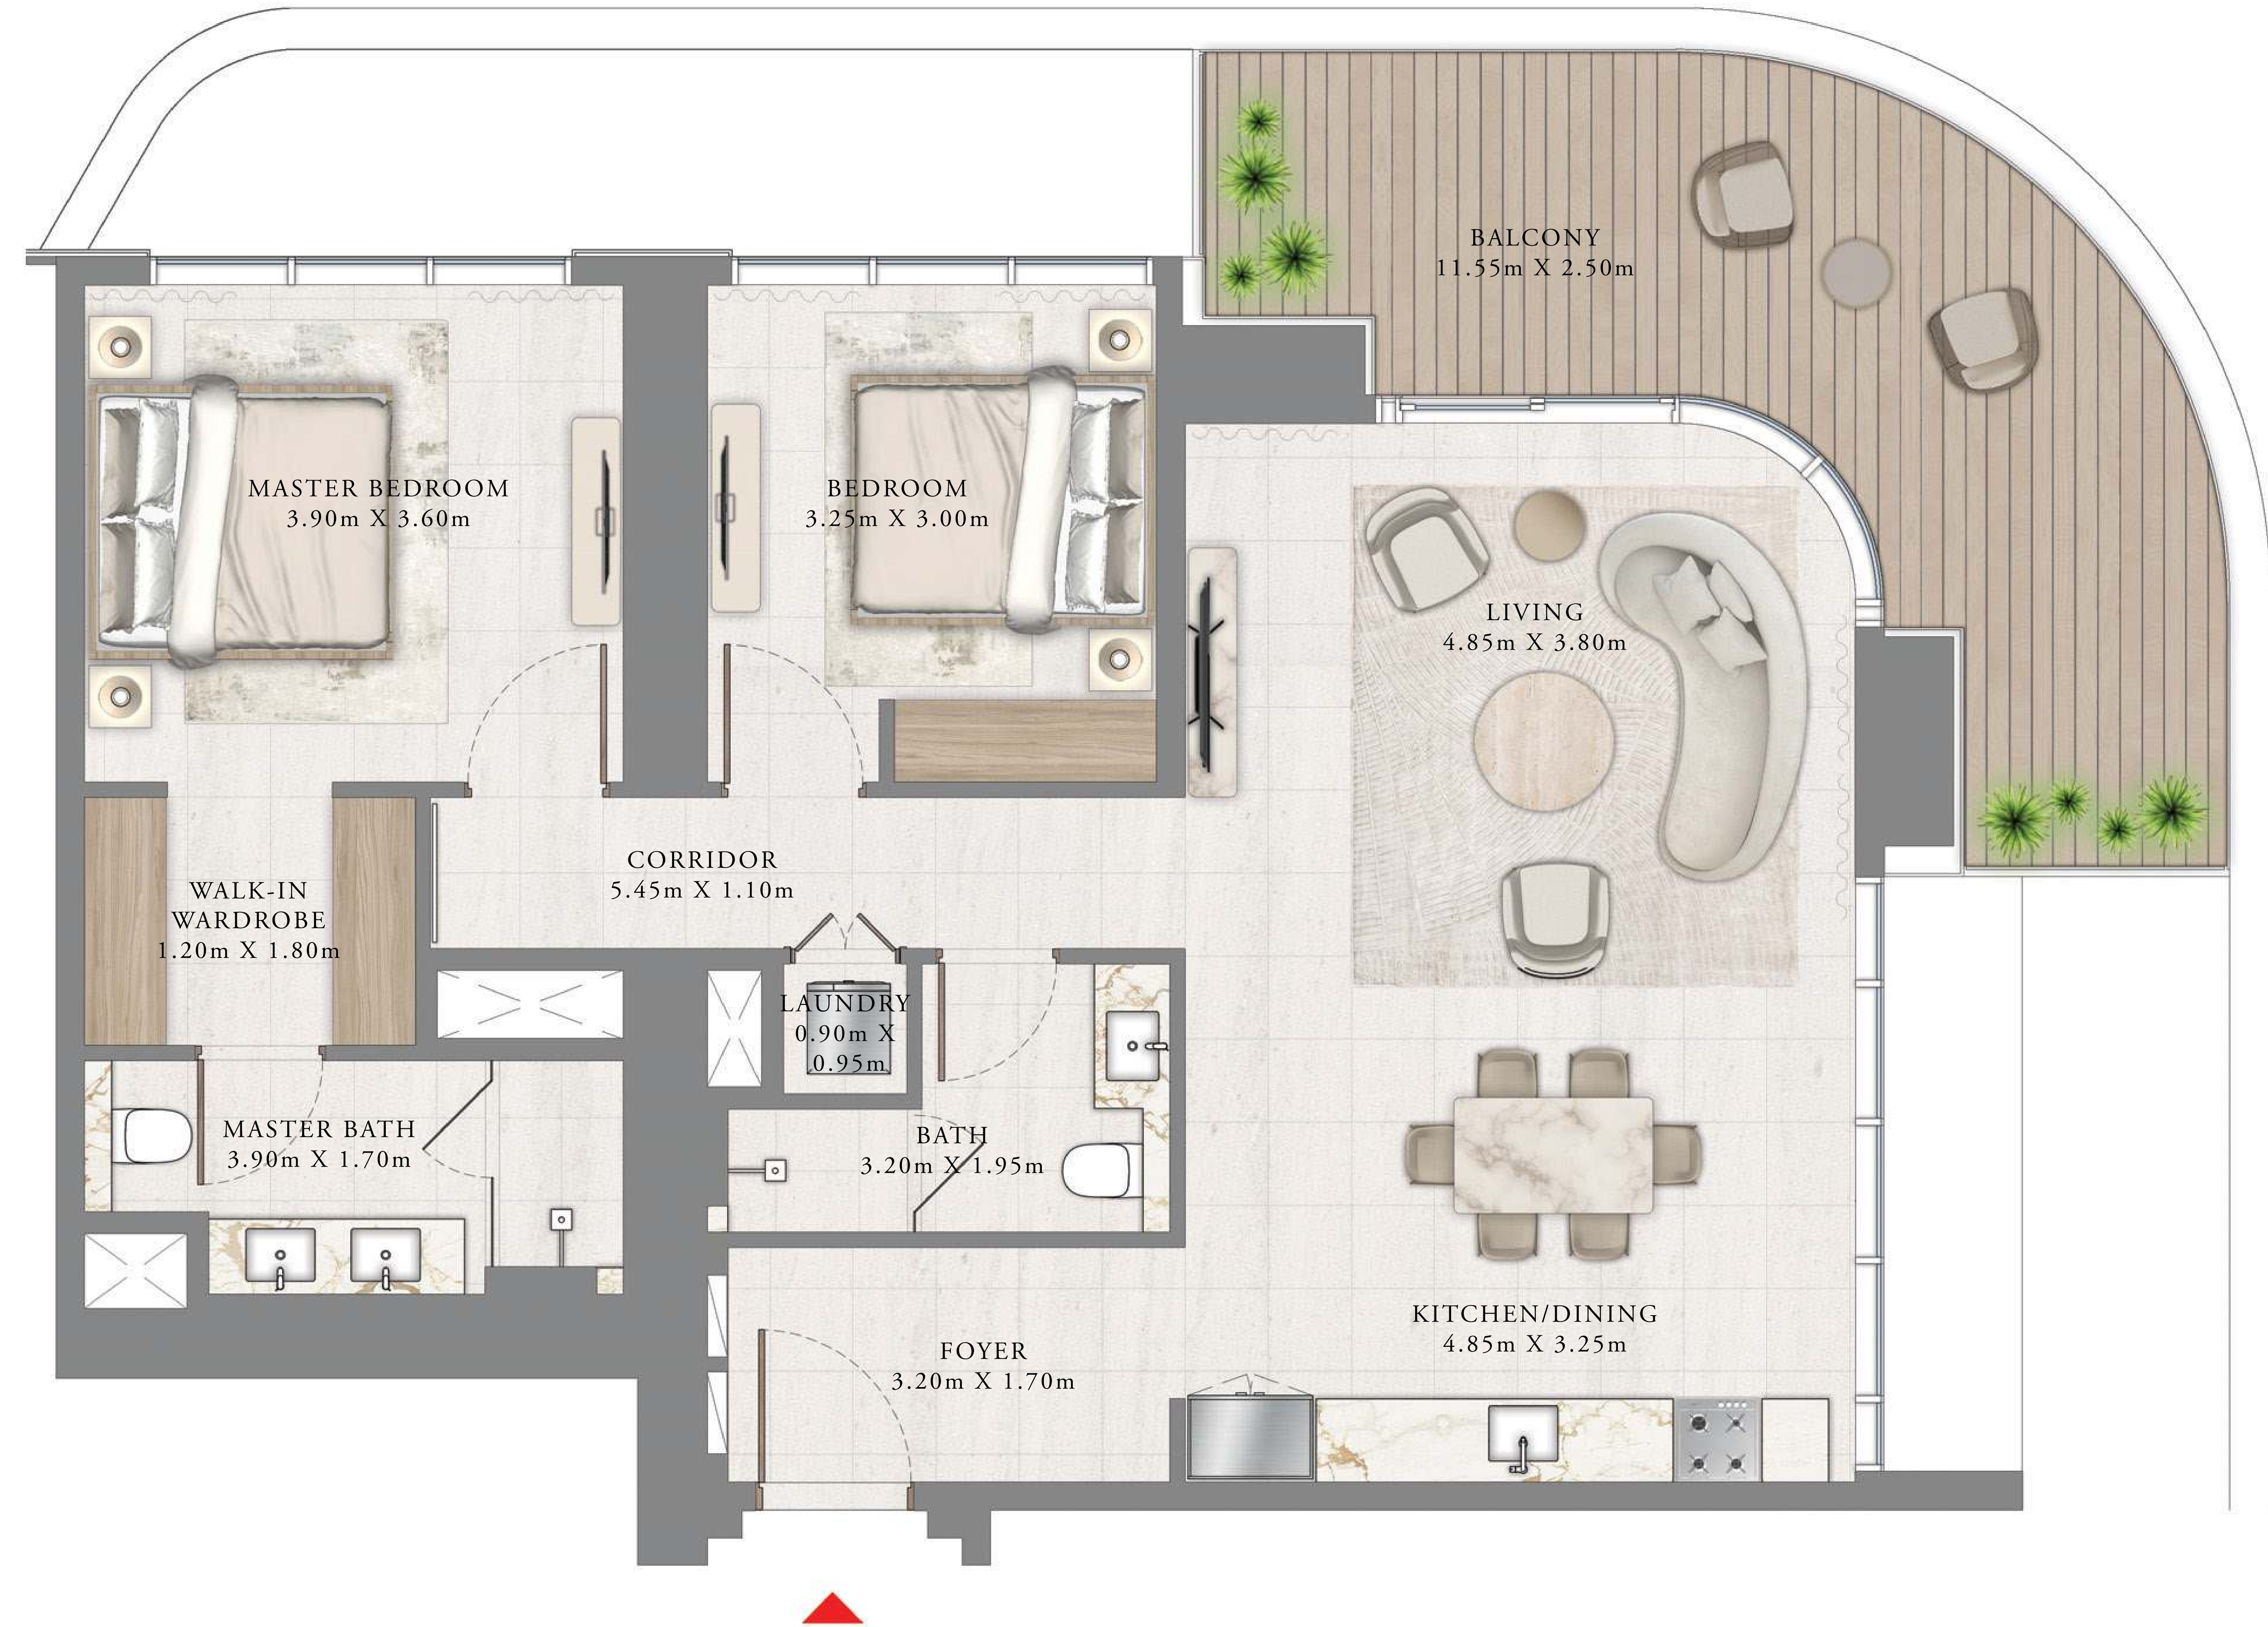 BALCONY
11.55m X 2.50m
MASTER BEDROOM
3.90m X 3.60m
BEDROOM
3.25m X 3.00m
LIVING
4.85m X 3.80m
CORRIDOR
5.45m X 1.10m
WALK-IN
WARDROBE
1.20m X 1.80m
LAUNDRY
0.90m X
0.95m
MASTER BATH
3.90m X 1.70m
BATH
3.20m X 1.95m
KITCHEN/DINING
4.85m X 3.25m
FOYER
3.20m X 1.70m